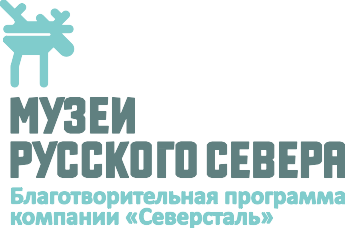 МУЗЕИ
РУССКОГО СЕВЕРА
Благотворительная программа
компании «Северсталь»